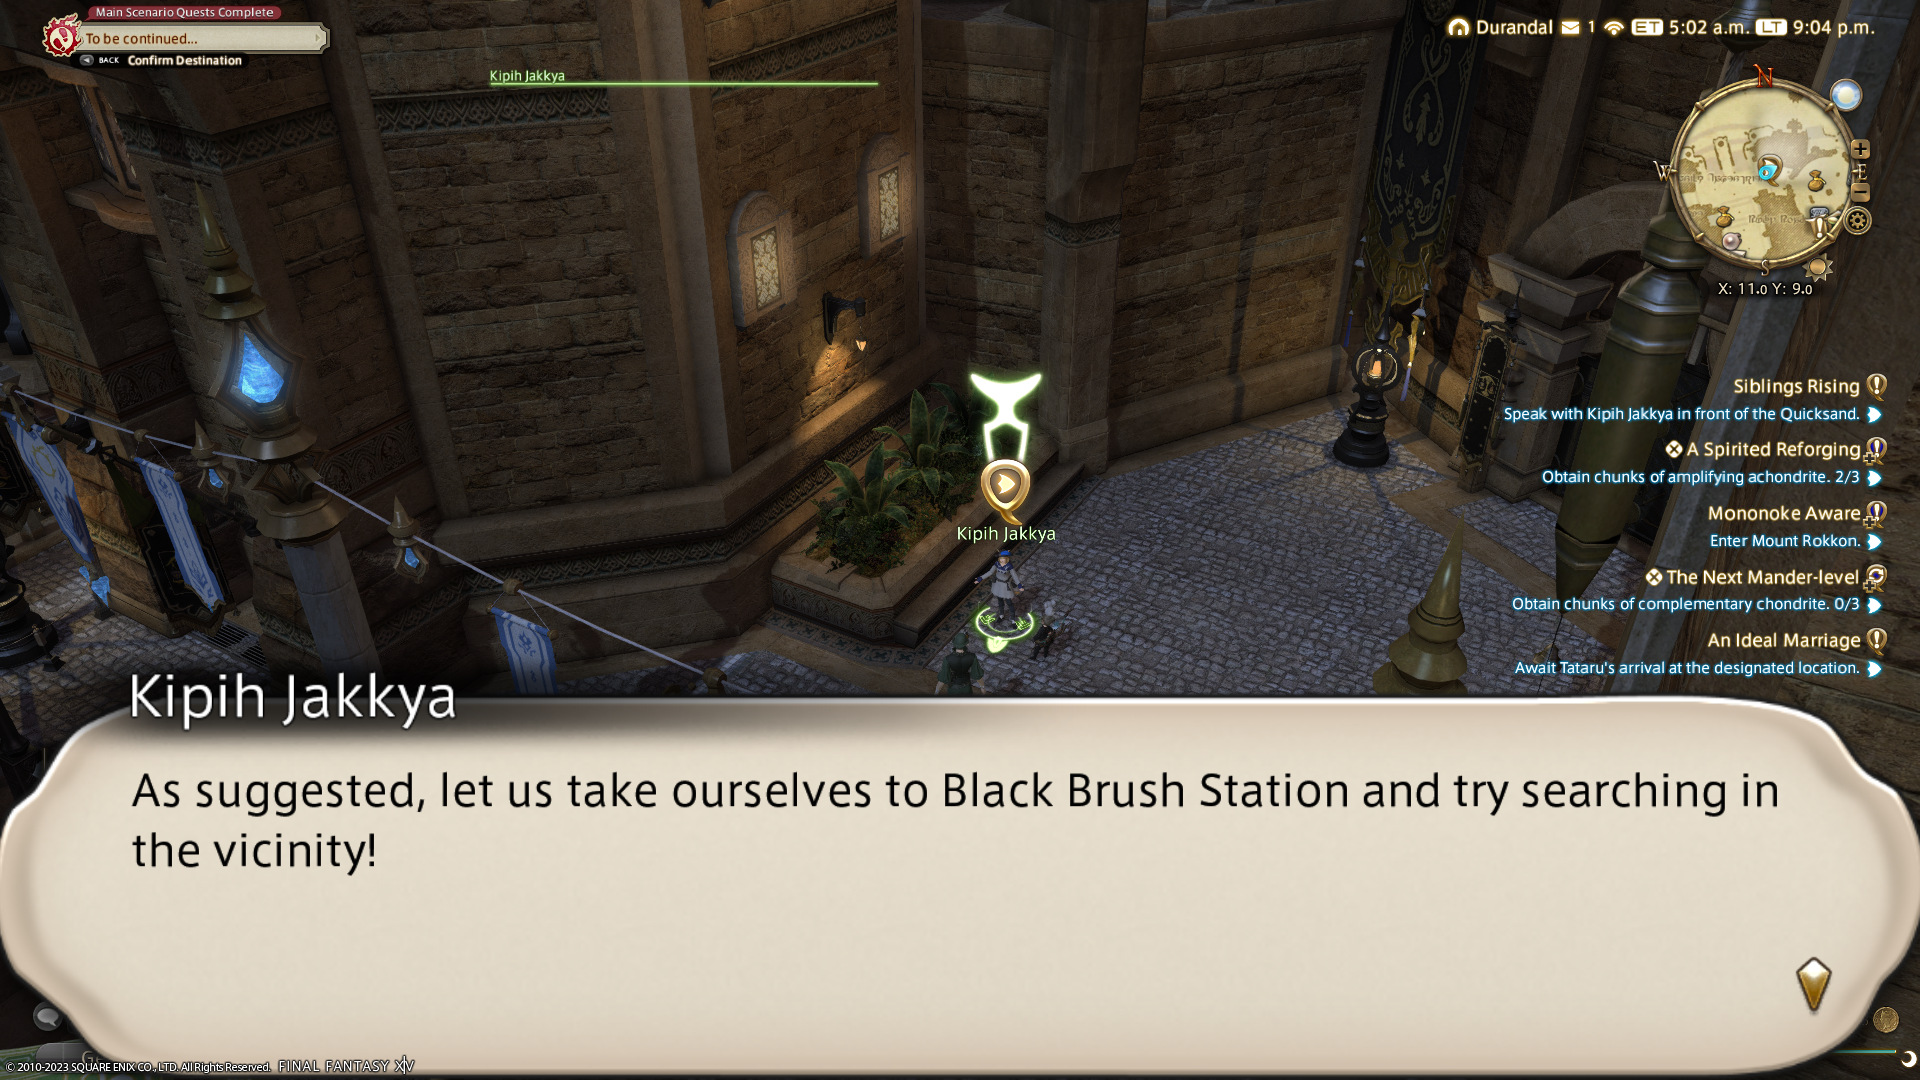 Main Scenario Quests Complete
To be continued...
BACK Confirm Destination
Kipih Jakkya
Durandal 1 ET 5:02 a.m. LT 9:04 p.m.
N
W
E
S
X: 11.0 Y: 9.0
Siblings Rising
Speak with Kipih Jakkya in front of the Quicksand.
A Spirited Reforging
Obtain chunks of amplifying achondrite. 2/3
Mononoke Aware
Enter Mount Rokkon.
The Next Mander-level
Obtain chunks of complementary chondrite. 0/3
An Ideal Marriage
Await Tataru's arrival at the designated location.
Kipih Jakkya
Kipih Jakkya
As suggested, let us take ourselves to Black Brush Station and try searching in
the vicinity!
© 2010-2023 SQUARE ENIX CO., LTD. All Rights Reserved. FINAL FANTASY XIV